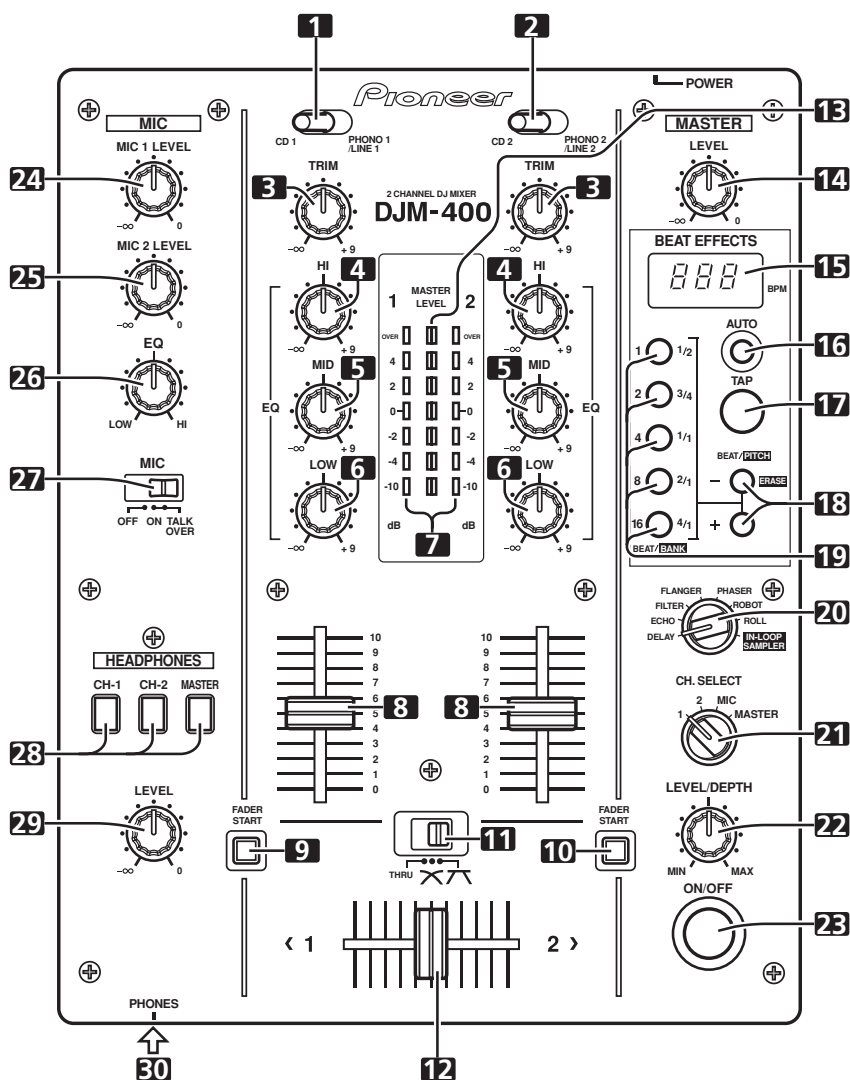 1
2
POWER
Pioneer
13
MIC
CD 1
PHONO 1
/LINE 1
CD 2
PHONO 2
/LINE 2
MASTER
MIC 1 LEVEL
TRIM
TRIM
LEVEL
24
3
2 CHANNEL DJ MIXER
DJM-400
3
14
-∞ 0
-∞ +9
-∞ +9
-∞ 0
MIC 2 LEVEL
HI
HI
BEAT EFFECTS
25
4
1
MASTER
LEVEL
2
4
888
BPM
15
-∞ 0
-∞ +9
OVER
OVER
-∞ +9
EQ
MID
4
4
MID
AUTO
26
5
2
2
5
1 1/2
16
LOW HI
EQ
0
0
EQ
TAP
-∞ +9
-2
-2
-∞ +9
2 3/4
17
MIC
LOW
-4
-4
LOW
4 1/1
BEAT/PITCH
27
6
-10
-10
6
8 2/1
–
ERASE
18
OFF ON TALK
OVER
-∞ +9
dB
7
dB
-∞ +9
16 4/1
+
BEAT/BANK
19
FLANGER
PHASER
FILTER
ROBOT
20
ECHO
ROLL
DELAY
IN-LOOP
SAMPLER
HEADPHONES
CH-1
CH-2
MASTER
28
10
9
8
7
6
5
4
3
2
1
0
8
8
10
9
8
7
6
5
4
3
2
1
0
CH. SELECT
1
2
MIC
MASTER
21
LEVEL
29
-∞ 0
FADER
START
9
11
THRU
10
FADER
START
LEVEL/DEPTH
22
MIN MAX
ON/OFF
23
‹ 1
2 ›
12
PHONES
30